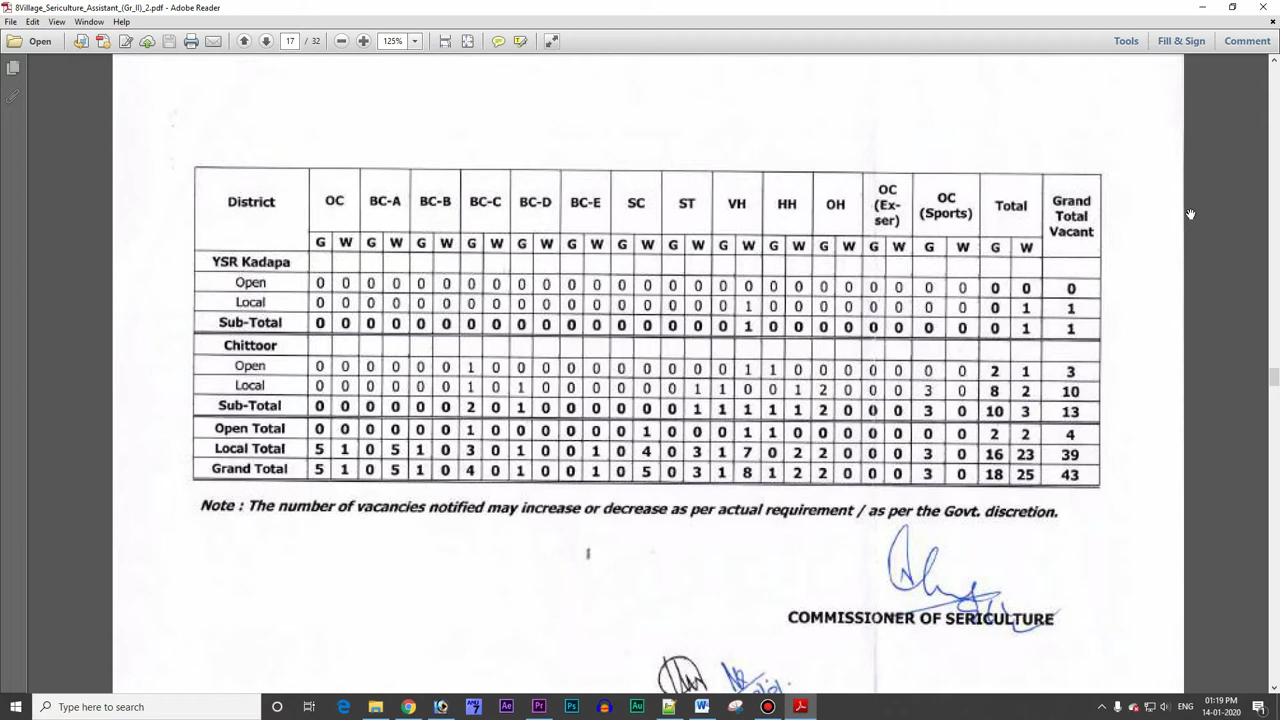 8Village_Sericulture_Assistant_(Gr_II)_2.pdf - Adobe Reader
File Edit View Window Help
Open 17 / 32 125% Tools Fill & Sign Comment
District OC BC-A BC-B BC-C BC-D BC-E SC ST VH HH OH OC (Ex-ser) OC (Sports) Total Grand Total Vacant
G W G W G W G W G W G W G W G W G W G W G W G W G W G W
YSR Kadapa
Open 0 0 0 0 0 0 0 0 0 0 0 0 0 0 0 0 0 0 0 0 0 0 0 0 0 0 0 0 0
Local 0 0 0 0 0 0 0 0 0 0 0 0 0 0 0 0 0 1 0 0 0 0 0 0 0 0 0 1 1
Sub-Total 0 0 0 0 0 0 0 0 0 0 0 0 0 0 0 0 0 1 0 0 0 0 0 0 0 0 0 1 1
Chittoor
Open 0 0 0 0 0 0 1 0 0 0 0 0 0 0 0 0 0 1 1 0 0 0 0 0 0 0 2 1 3
Local 0 0 0 0 0 0 1 0 1 0 0 0 0 0 0 1 1 0 0 1 2 0 0 0 3 0 8 2 10
Sub-Total 0 0 0 0 0 0 2 0 1 0 0 0 0 0 0 1 1 1 1 1 2 0 0 0 3 0 10 3 13
Open Total 0 0 0 0 0 0 1 0 0 0 0 0 0 1 0 0 0 1 1 0 0 0 0 0 0 0 2 2 4
Local Total 5 1 0 5 1 0 3 0 1 0 0 1 0 4 0 3 1 7 0 2 2 0 0 0 3 0 16 23 39
Grand Total 5 1 0 5 1 0 4 0 1 0 0 1 0 5 0 3 1 8 1 2 2 0 0 0 3 0 18 25 43
Note : The number of vacancies notified may increase or decrease as per actual requirement / as per the Govt. discretion.
COMMISSIONER OF SERICULTURE
Type here to search
ENG
01:19 PM
14-01-2020